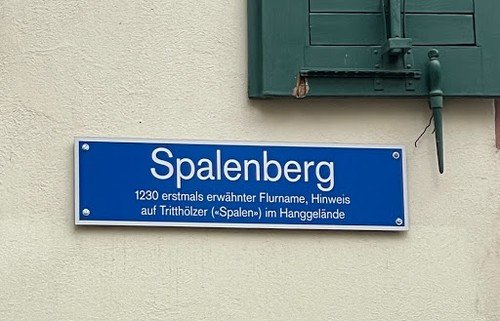 Spalenberg
1230 erstmals erwähnter Flurname, Hinweis
auf Tritthölzer («Spalen») im Hanggelände